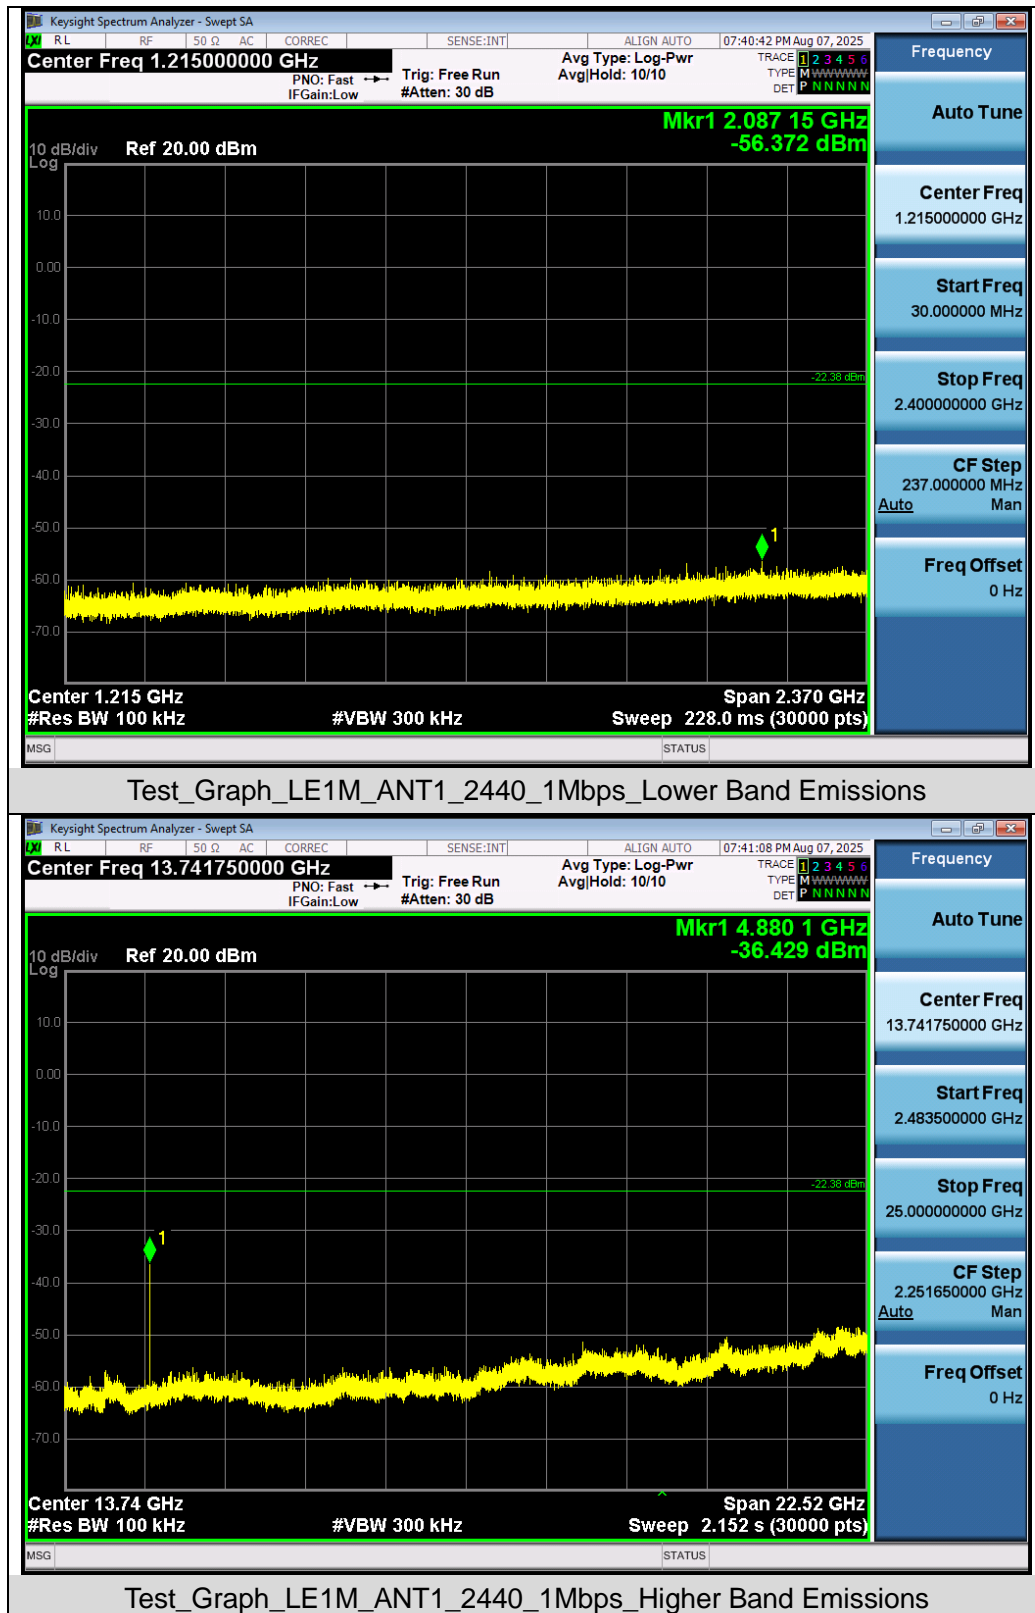 Keysight Spectrum Analyzer - Swept SA
LXI RL RF 50 Ω AC CORREC SENSE:INT ALIGN AUTO 07:40:42 PM Aug 07, 2025
Center Freq 1.215000000 GHz
PNO: Fast
IFGain:Low
Trig: Free Run
#Atten: 30 dB
Avg Type: Log-Pwr
Avg|Hold: 10/10
TRACE 1 2 3 4 5 6
TYPE M WWWWW
DET P N N N N N
Mkr1 2.087 15 GHz
-56.372 dBm
10 dB/div Ref 20.00 dBm
Log
10.0
0.00
-10.0
-20.0
-22.38 dBm
-30.0
-40.0
-50.0
1
-60.0
-70.0
Center 1.215 GHz Span 2.370 GHz
#Res BW 100 kHz #VBW 300 kHz Sweep 228.0 ms (30000 pts)
MSG STATUS
Frequency
Auto Tune
Center Freq
1.215000000 GHz
Start Freq
30.000000 MHz
Stop Freq
2.400000000 GHz
CF Step
237.000000 MHz
Auto Man
Freq Offset
0 Hz
Test_Graph_LE1M_ANT1_2440_1Mbps_Lower Band Emissions
Keysight Spectrum Analyzer - Swept SA
LXI RL RF 50 Ω AC CORREC SENSE:INT ALIGN AUTO 07:41:08 PM Aug 07, 2025
Center Freq 13.741750000 GHz
PNO: Fast
IFGain:Low
Trig: Free Run
#Atten: 30 dB
Avg Type: Log-Pwr
Avg|Hold: 10/10
TRACE 1 2 3 4 5 6
TYPE M WWWWW
DET P N N N N N
Mkr1 4.880 1 GHz
-36.429 dBm
10 dB/div Ref 20.00 dBm
Log
10.0
0.00
-10.0
-20.0
-22.38 dBm
-30.0
1
-40.0
-50.0
-60.0
-70.0
Center 13.74 GHz Span 22.52 GHz
#Res BW 100 kHz #VBW 300 kHz Sweep 2.152 s (30000 pts)
MSG STATUS
Frequency
Auto Tune
Center Freq
13.741750000 GHz
Start Freq
2.483500000 GHz
Stop Freq
25.000000000 GHz
CF Step
2.251650000 GHz
Auto Man
Freq Offset
0 Hz
Test_Graph_LE1M_ANT1_2440_1Mbps_Higher Band Emissions